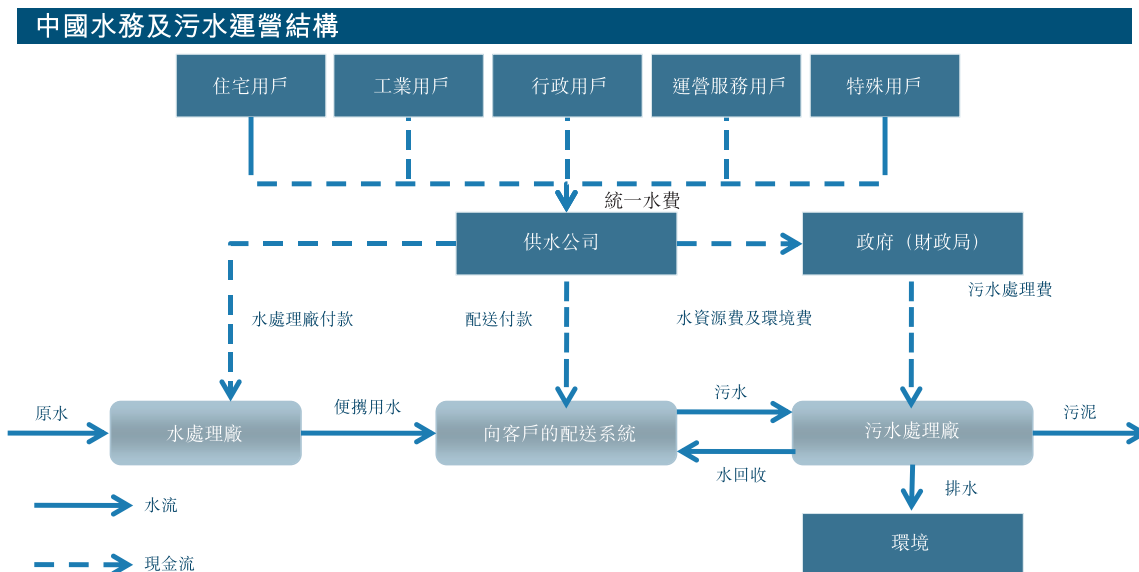 中國水務及污水運營結構
住宅用戶
工業用戶
行政用戶
運營服務用戶
特殊用戶
統一水費
供水公司
政府（財政局）
污水處理費
水處理廠付款
配送付款
水資源費及環境費
原水
水處理廠
便攜用水
向客戶的配送系統
污水
水回收
污水處理廠
污泥
水流
排水
環境
現金流